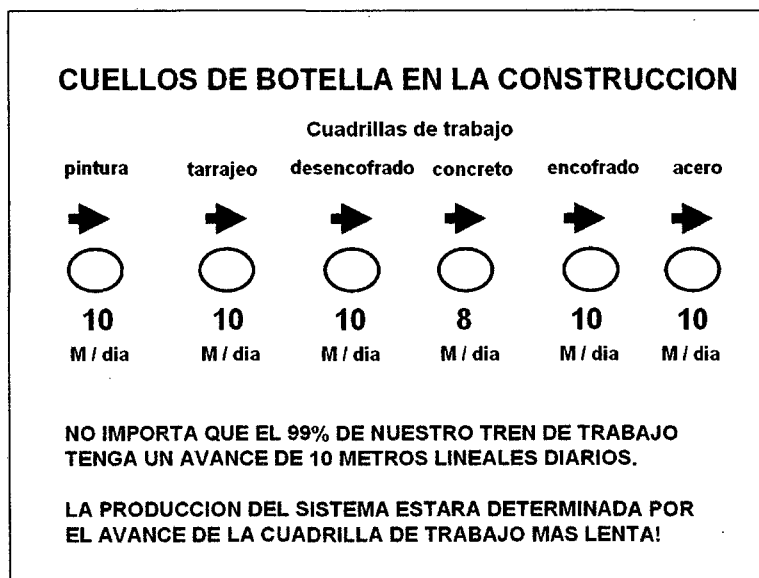 CUELLOS DE BOTELLA EN LA CONSTRUCCION
Cuadrillas de trabajo
pintura tarrajeo desencofrado concreto encofrado acero
10 10 10 8 10 10
M / dia M / dia M / dia M / dia M / dia M / dia
NO IMPORTA QUE EL 99% DE NUESTRO TREN DE TRABAJO
TENGA UN AVANCE DE 10 METROS LINEALES DIARIOS.
LA PRODUCCION DEL SISTEMA ESTARA DETERMINADA POR
EL AVANCE DE LA CUADRILLA DE TRABAJO MAS LENTA!